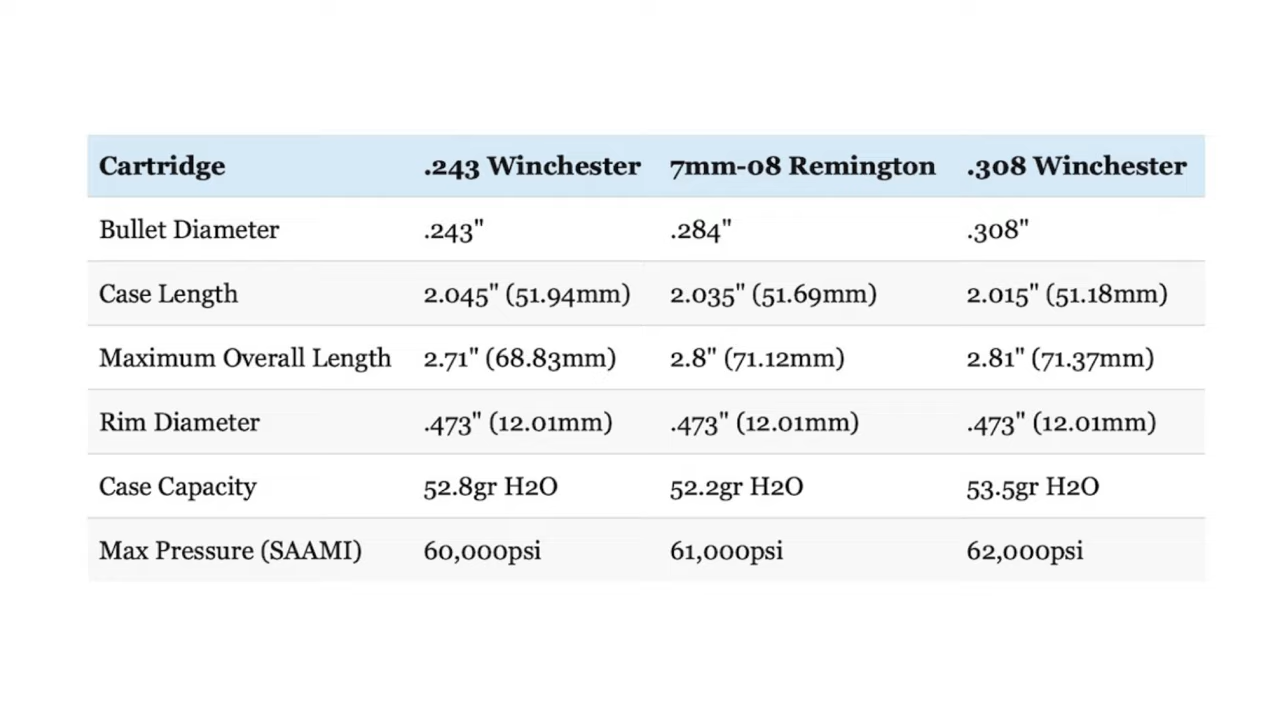 Cartridge .243 Winchester 7mm-08 Remington .308 Winchester
Bullet Diameter .243" .284" .308"
Case Length 2.045" (51.94mm) 2.035" (51.69mm) 2.015" (51.18mm)
Maximum Overall Length 2.71" (68.83mm) 2.8" (71.12mm) 2.81" (71.37mm)
Rim Diameter .473" (12.01mm) .473" (12.01mm) .473" (12.01mm)
Case Capacity 52.8gr H2O 52.2gr H2O 53.5gr H2O
Max Pressure (SAAMI) 60,000psi 61,000psi 62,000psi